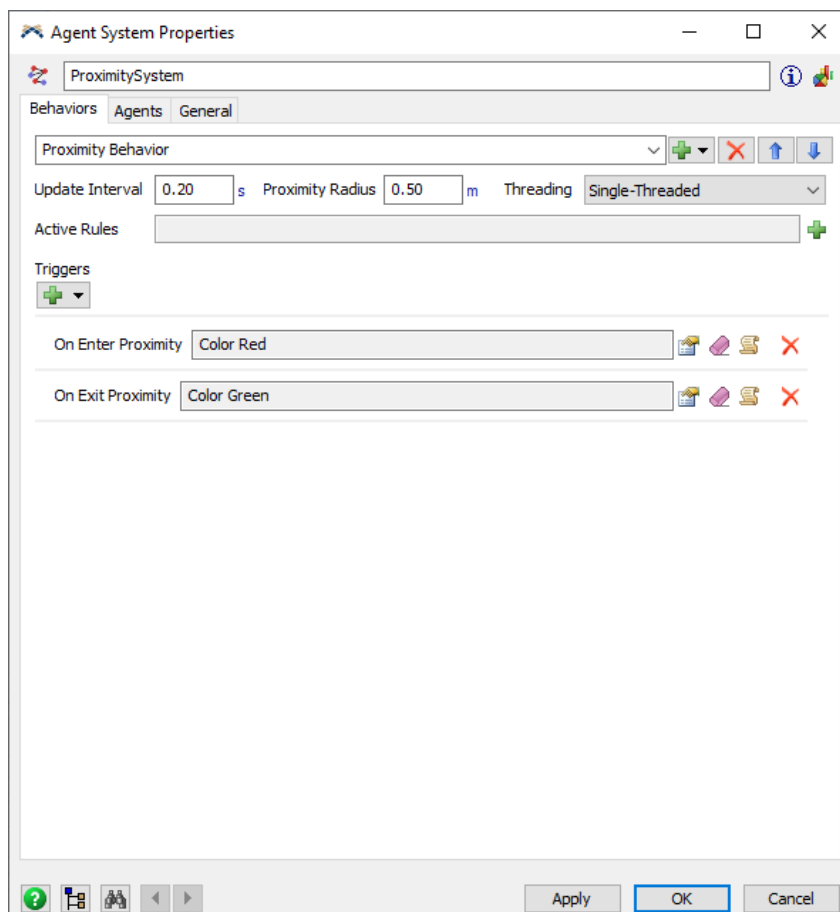 Agent System Properties
ProximitySystem
Behaviors Agents General
Proximity Behavior
Update Interval 0.20 s Proximity Radius 0.50 m Threading Single-Threaded
Active Rules
Triggers
On Enter Proximity Color Red
On Exit Proximity Color Green
Apply OK Cancel